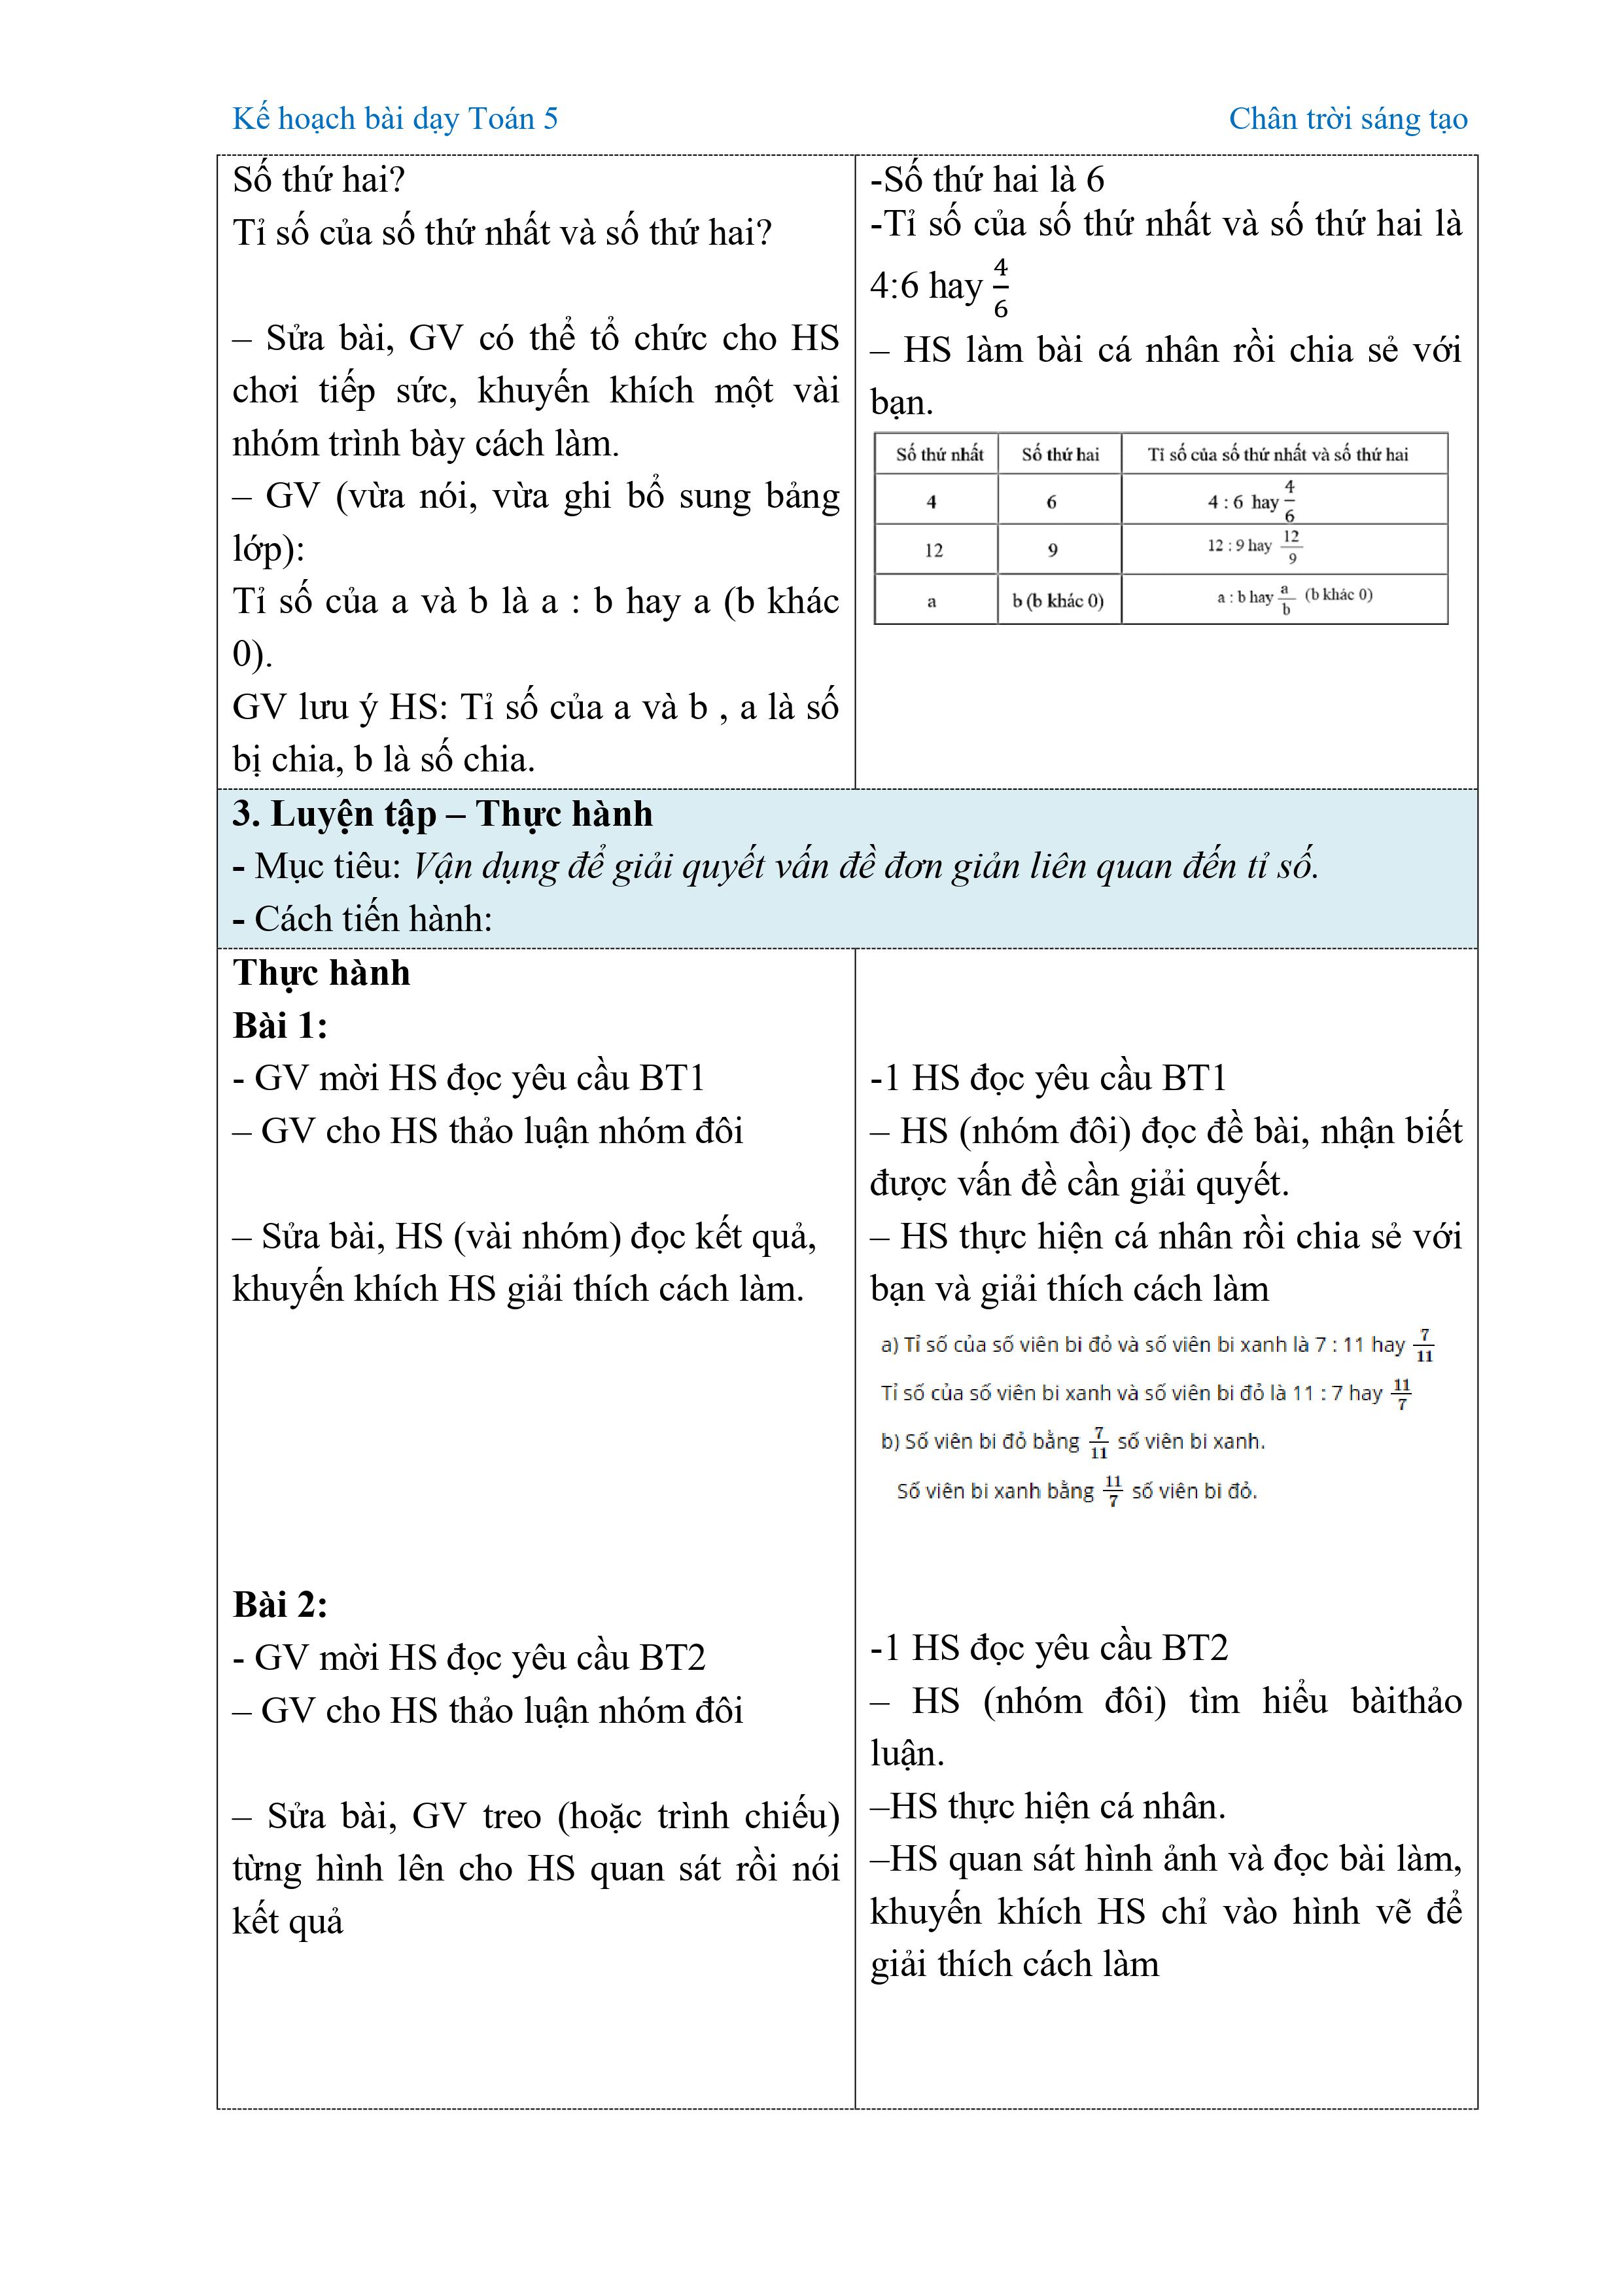 Kế hoạch bài dạy Toán 5
Chân trời sáng tạo
Số thứ hai?
Tỉ số của số thứ nhất và số thứ hai?
– Sửa bài, GV có thể tổ chức cho HS
chơi tiếp sức, khuyến khích một vài
nhóm trình bày cách làm.
– GV (vừa nói, vừa ghi bổ sung bảng
lớp):
Tỉ số của a và b là a : b hay a (b khác
0).
GV lưu ý HS: Tỉ số của a và b , a là số
bị chia, b là số chia.
-Số thứ hai là 6
-Tỉ số của số thứ nhất và số thứ hai là
4:6 hay 4/6
– HS làm bài cá nhân rồi chia sẻ với
bạn.
Số thứ nhất Số thứ hai Tỉ số của số thứ nhất và số thứ hai
4 6 4 : 6 hay 4/6
12 9 12 : 9 hay 12/9
a b (b khác 0) a : b hay a/b (b khác 0)
3. Luyện tập – Thực hành
- Mục tiêu: Vận dụng để giải quyết vấn đề đơn giản liên quan đến tỉ số.
- Cách tiến hành:
Thực hành
Bài 1:
- GV mời HS đọc yêu cầu BT1
– GV cho HS thảo luận nhóm đôi
– Sửa bài, HS (vài nhóm) đọc kết quả,
khuyến khích HS giải thích cách làm.
Bài 2:
- GV mời HS đọc yêu cầu BT2
– GV cho HS thảo luận nhóm đôi
– Sửa bài, GV treo (hoặc trình chiếu)
từng hình lên cho HS quan sát rồi nói
kết quả
-1 HS đọc yêu cầu BT1
– HS (nhóm đôi) đọc đề bài, nhận biết
được vấn đề cần giải quyết.
– HS thực hiện cá nhân rồi chia sẻ với
bạn và giải thích cách làm
a) Tỉ số của số viên bi đỏ và số viên bi xanh là 7 : 11 hay 7/11
Tỉ số của số viên bi xanh và số viên bi đỏ là 11 : 7 hay 11/7
b) Số viên bi đỏ bằng 7/11 số viên bi xanh.
Số viên bi xanh bằng 11/7 số viên bi đỏ.
-1 HS đọc yêu cầu BT2
– HS (nhóm đôi) tìm hiểu bàithảo
luận.
–HS thực hiện cá nhân.
–HS quan sát hình ảnh và đọc bài làm,
khuyến khích HS chỉ vào hình vẽ để
giải thích cách làm